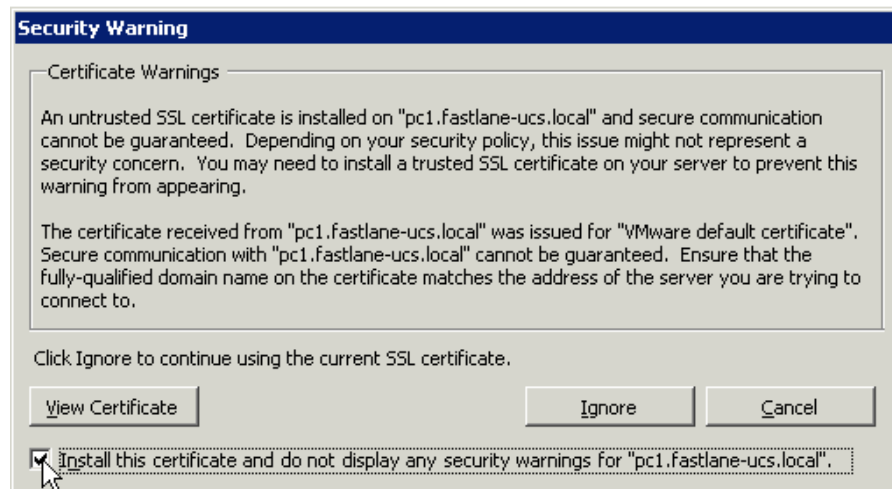 Security Warning
Certificate Warnings
An untrusted SSL certificate is installed on "pc1.fastlane-ucs.local" and secure communication
cannot be guaranteed.  Depending on your security policy, this issue might not represent a
security concern.  You may need to install a trusted SSL certificate on your server to prevent this
warning from appearing.
The certificate received from "pc1.fastlane-ucs.local" was issued for "VMware default certificate".
Secure communication with "pc1.fastlane-ucs.local" cannot be guaranteed.  Ensure that the
fully-qualified domain name on the certificate matches the address of the server you are trying to
connect to.
Click Ignore to continue using the current SSL certificate.
View Certificate Ignore Cancel
Install this certificate and do not display any security warnings for "pc1.fastlane-ucs.local".